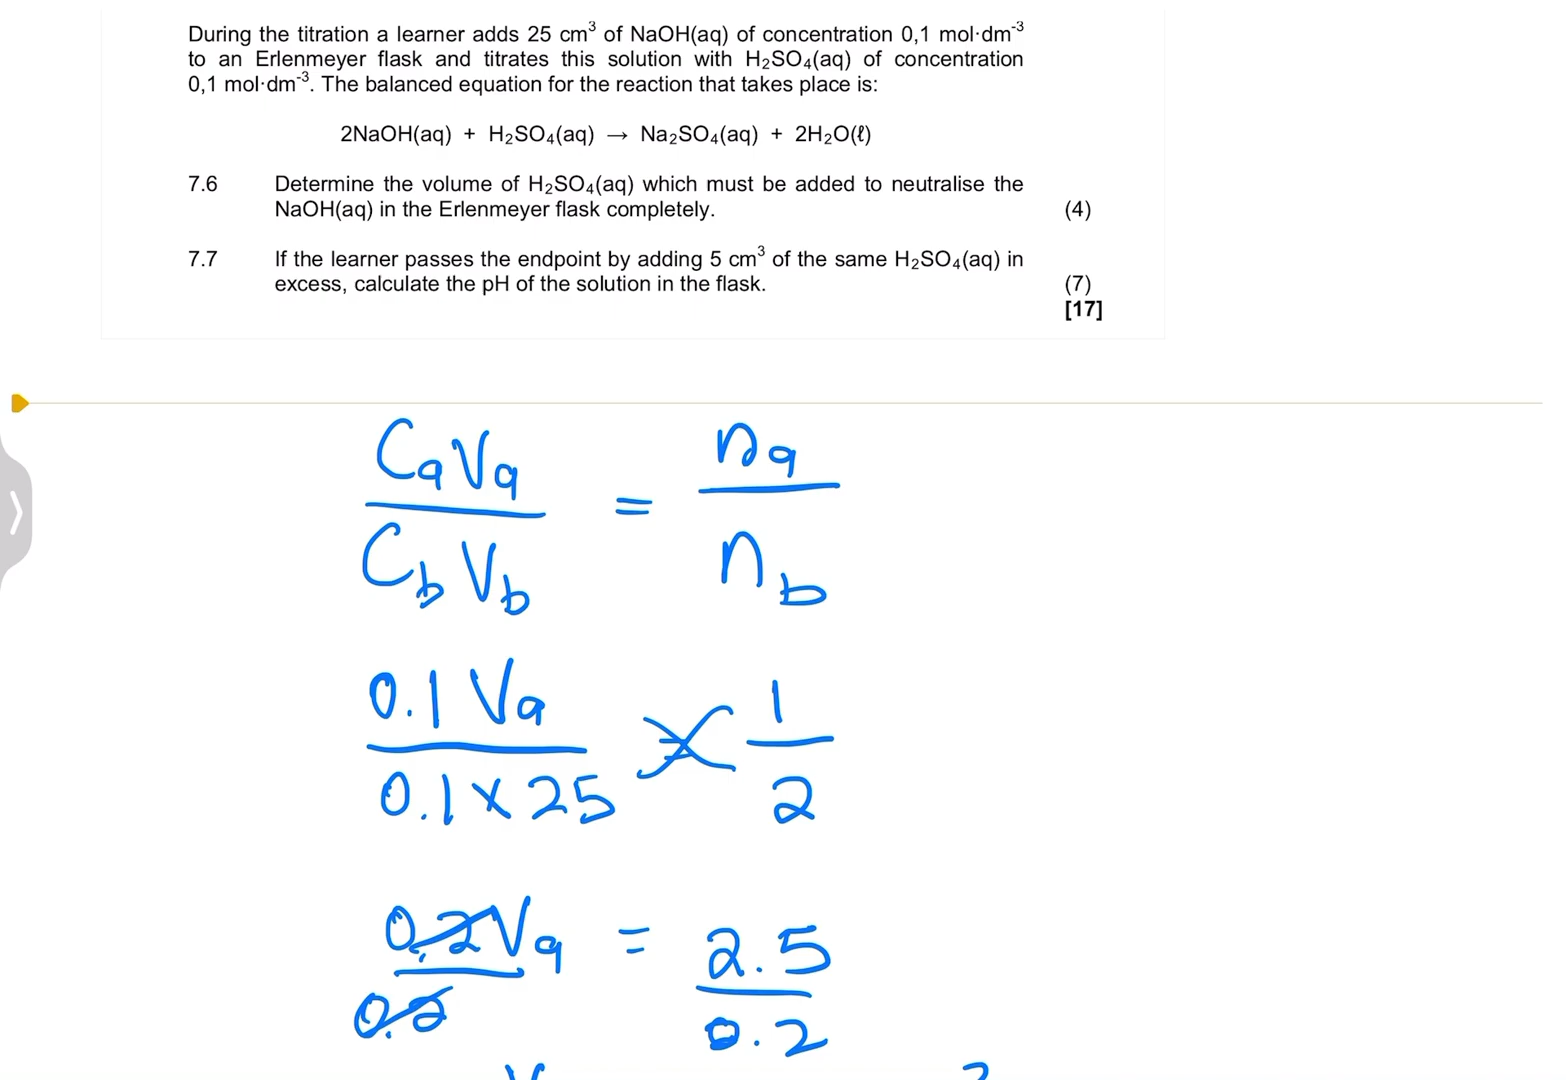 During the titration a learner adds 25 cm³ of NaOH(aq) of concentration 0,1 mol·dm⁻³
to an Erlenmeyer flask and titrates this solution with H₂SO₄(aq) of concentration
0,1 mol·dm⁻³. The balanced equation for the reaction that takes place is:
2NaOH(aq) + H₂SO₄(aq) → Na₂SO₄(aq) + 2H₂O(ℓ)
7.6 Determine the volume of H₂SO₄(aq) which must be added to neutralise the
NaOH(aq) in the Erlenmeyer flask completely. (4)
7.7 If the learner passes the endpoint by adding 5 cm³ of the same H₂SO₄(aq) in
excess, calculate the pH of the solution in the flask. (7)
[17]
CaVa / CbVb = na / nb
0.1 Va / 0.1 × 25 = 1 / 2
0.2Va / 0.2 = 2.5 / 0.2